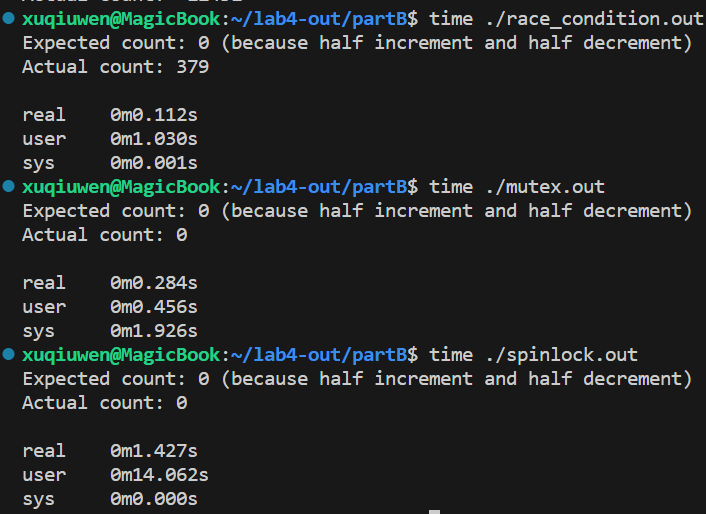 xuqiuwen@MagicBook:~/lab4-out/partB$ time ./race_condition.out
Expected count: 0 (because half increment and half decrement)
Actual count: 379
real    0m0.112s
user    0m1.030s
sys     0m0.001s
xuqiuwen@MagicBook:~/lab4-out/partB$ time ./mutex.out
Expected count: 0 (because half increment and half decrement)
Actual count: 0
real    0m0.284s
user    0m0.456s
sys     0m1.926s
xuqiuwen@MagicBook:~/lab4-out/partB$ time ./spinlock.out
Expected count: 0 (because half increment and half decrement)
Actual count: 0
real    0m1.427s
user    0m14.062s
sys     0m0.000s